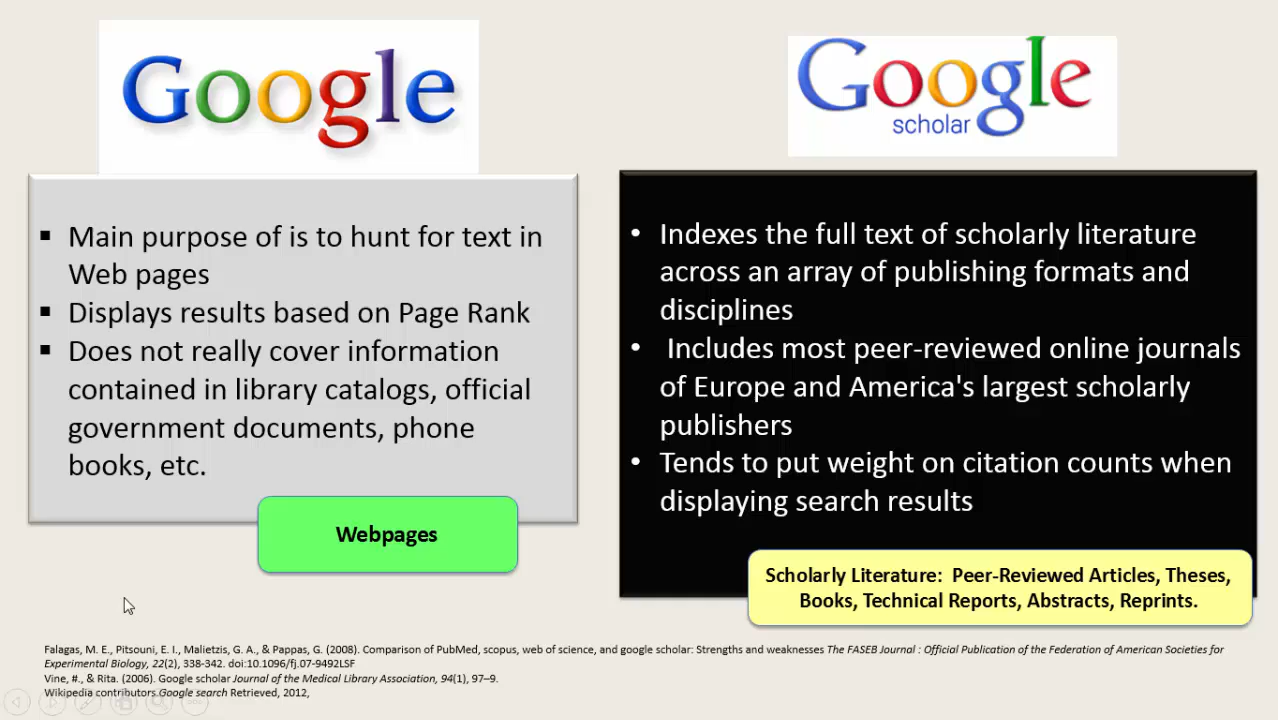 Google
Main purpose of is to hunt for text in
Web pages
Displays results based on Page Rank
Does not really cover information
contained in library catalogs, official
government documents, phone
books, etc.
Webpages
Google
scholar
Indexes the full text of scholarly literature
across an array of publishing formats and
disciplines
Includes most peer-reviewed online journals
of Europe and America's largest scholarly
publishers
Tends to put weight on citation counts when
displaying search results
Scholarly Literature: Peer-Reviewed Articles, Theses,
Books, Technical Reports, Abstracts, Reprints.
Falagas, M. E., Pitsouni, E. I., Malietzis, G. A., & Pappas, G. (2008). Comparison of PubMed, scopus, web of science, and google scholar: Strengths and weaknesses The FASEB Journal : Official Publication of the Federation of American Societies for
Experimental Biology, 22(2), 338-342. doi:10.1096/fj.07-9492LSF
Vine, #., & Rita. (2006). Google scholar Journal of the Medical Library Association, 94(1), 97–9.
Wikipedia contributors Google search Retrieved, 2012,